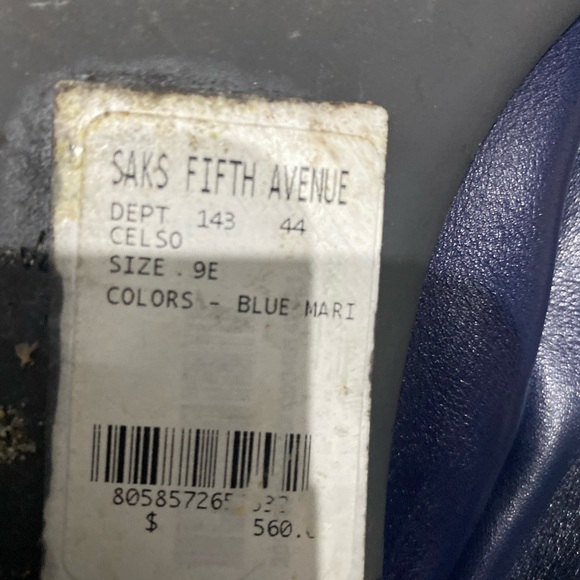 SAKS FIFTH AVENUE
DEPT 143 44
CELSO
SIZE . 9E
COLORS - BLUE MARI
$